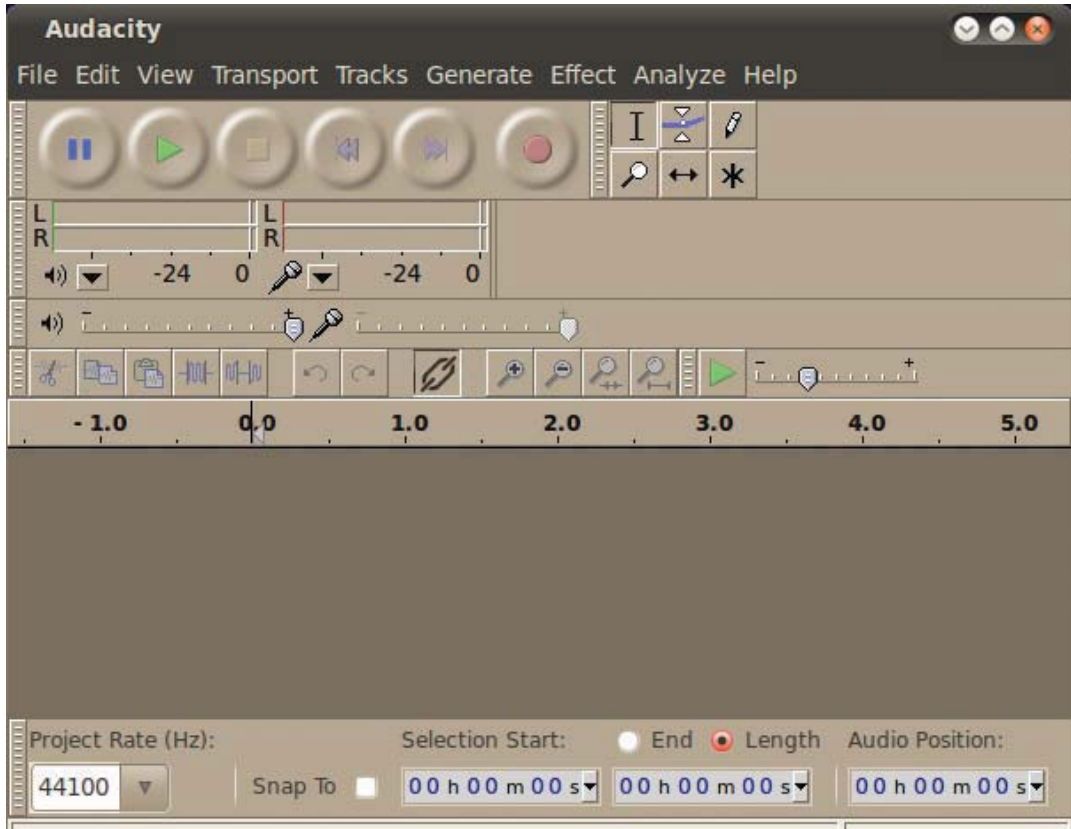 Audacity
File Edit View Transport Tracks Generate Effect Analyze Help
L L
R R
-24 0 -24 0
- + - +
- +
- 1.0 0.0 1.0 2.0 3.0 4.0 5.0
Project Rate (Hz): Selection Start: End Length Audio Position:
44100 Snap To 00 h 00 m 00 s 00 h 00 m 00 s 00 h 00 m 00 s